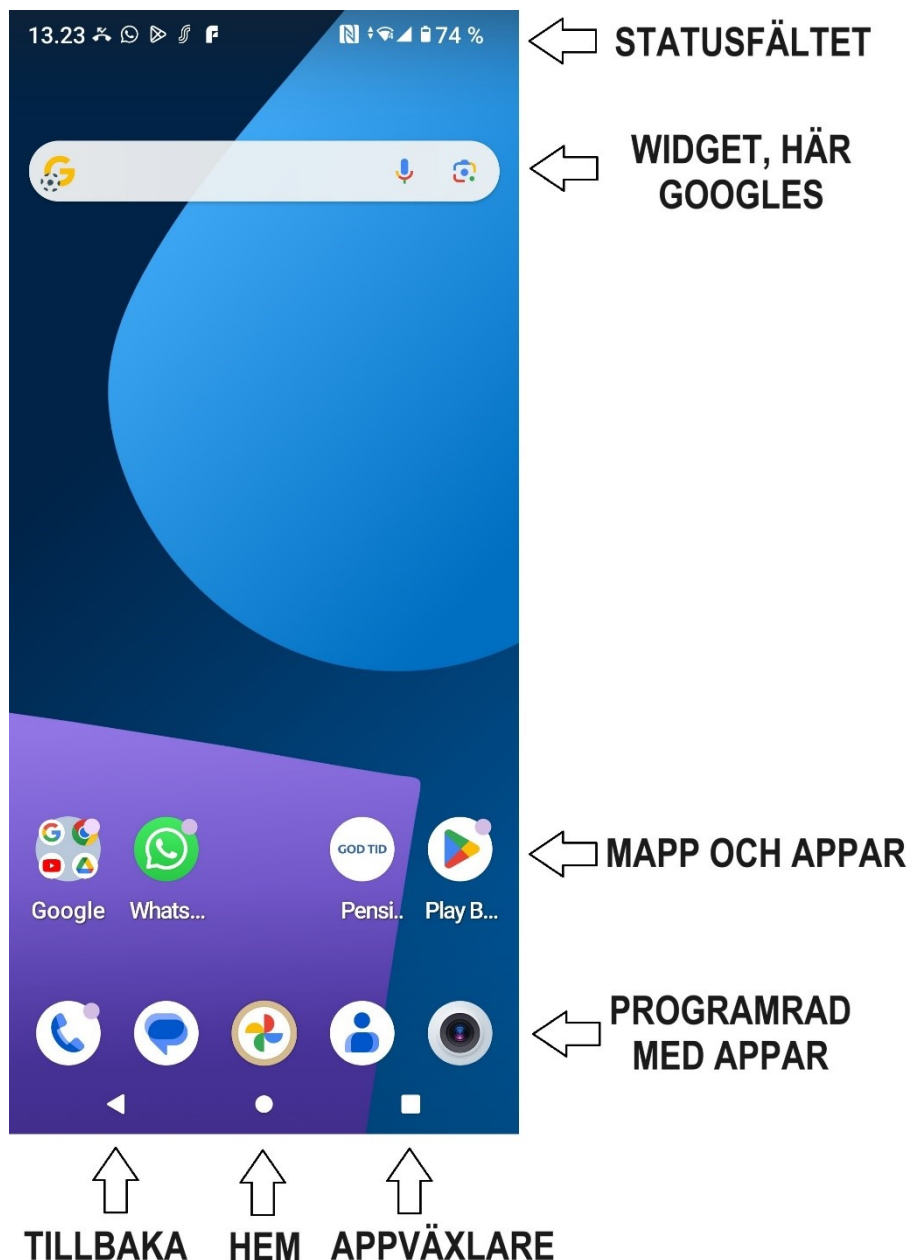 13.23 74 %
STATUSFÄLTET
WIDGET, HÄR
GOOGLES
GOD TID
MAPP OCH APPAR
Google Whats... Pensi.. Play B...
PROGRAMRAD
MED APPAR
TILLBAKA HEM APPVÄXLARE